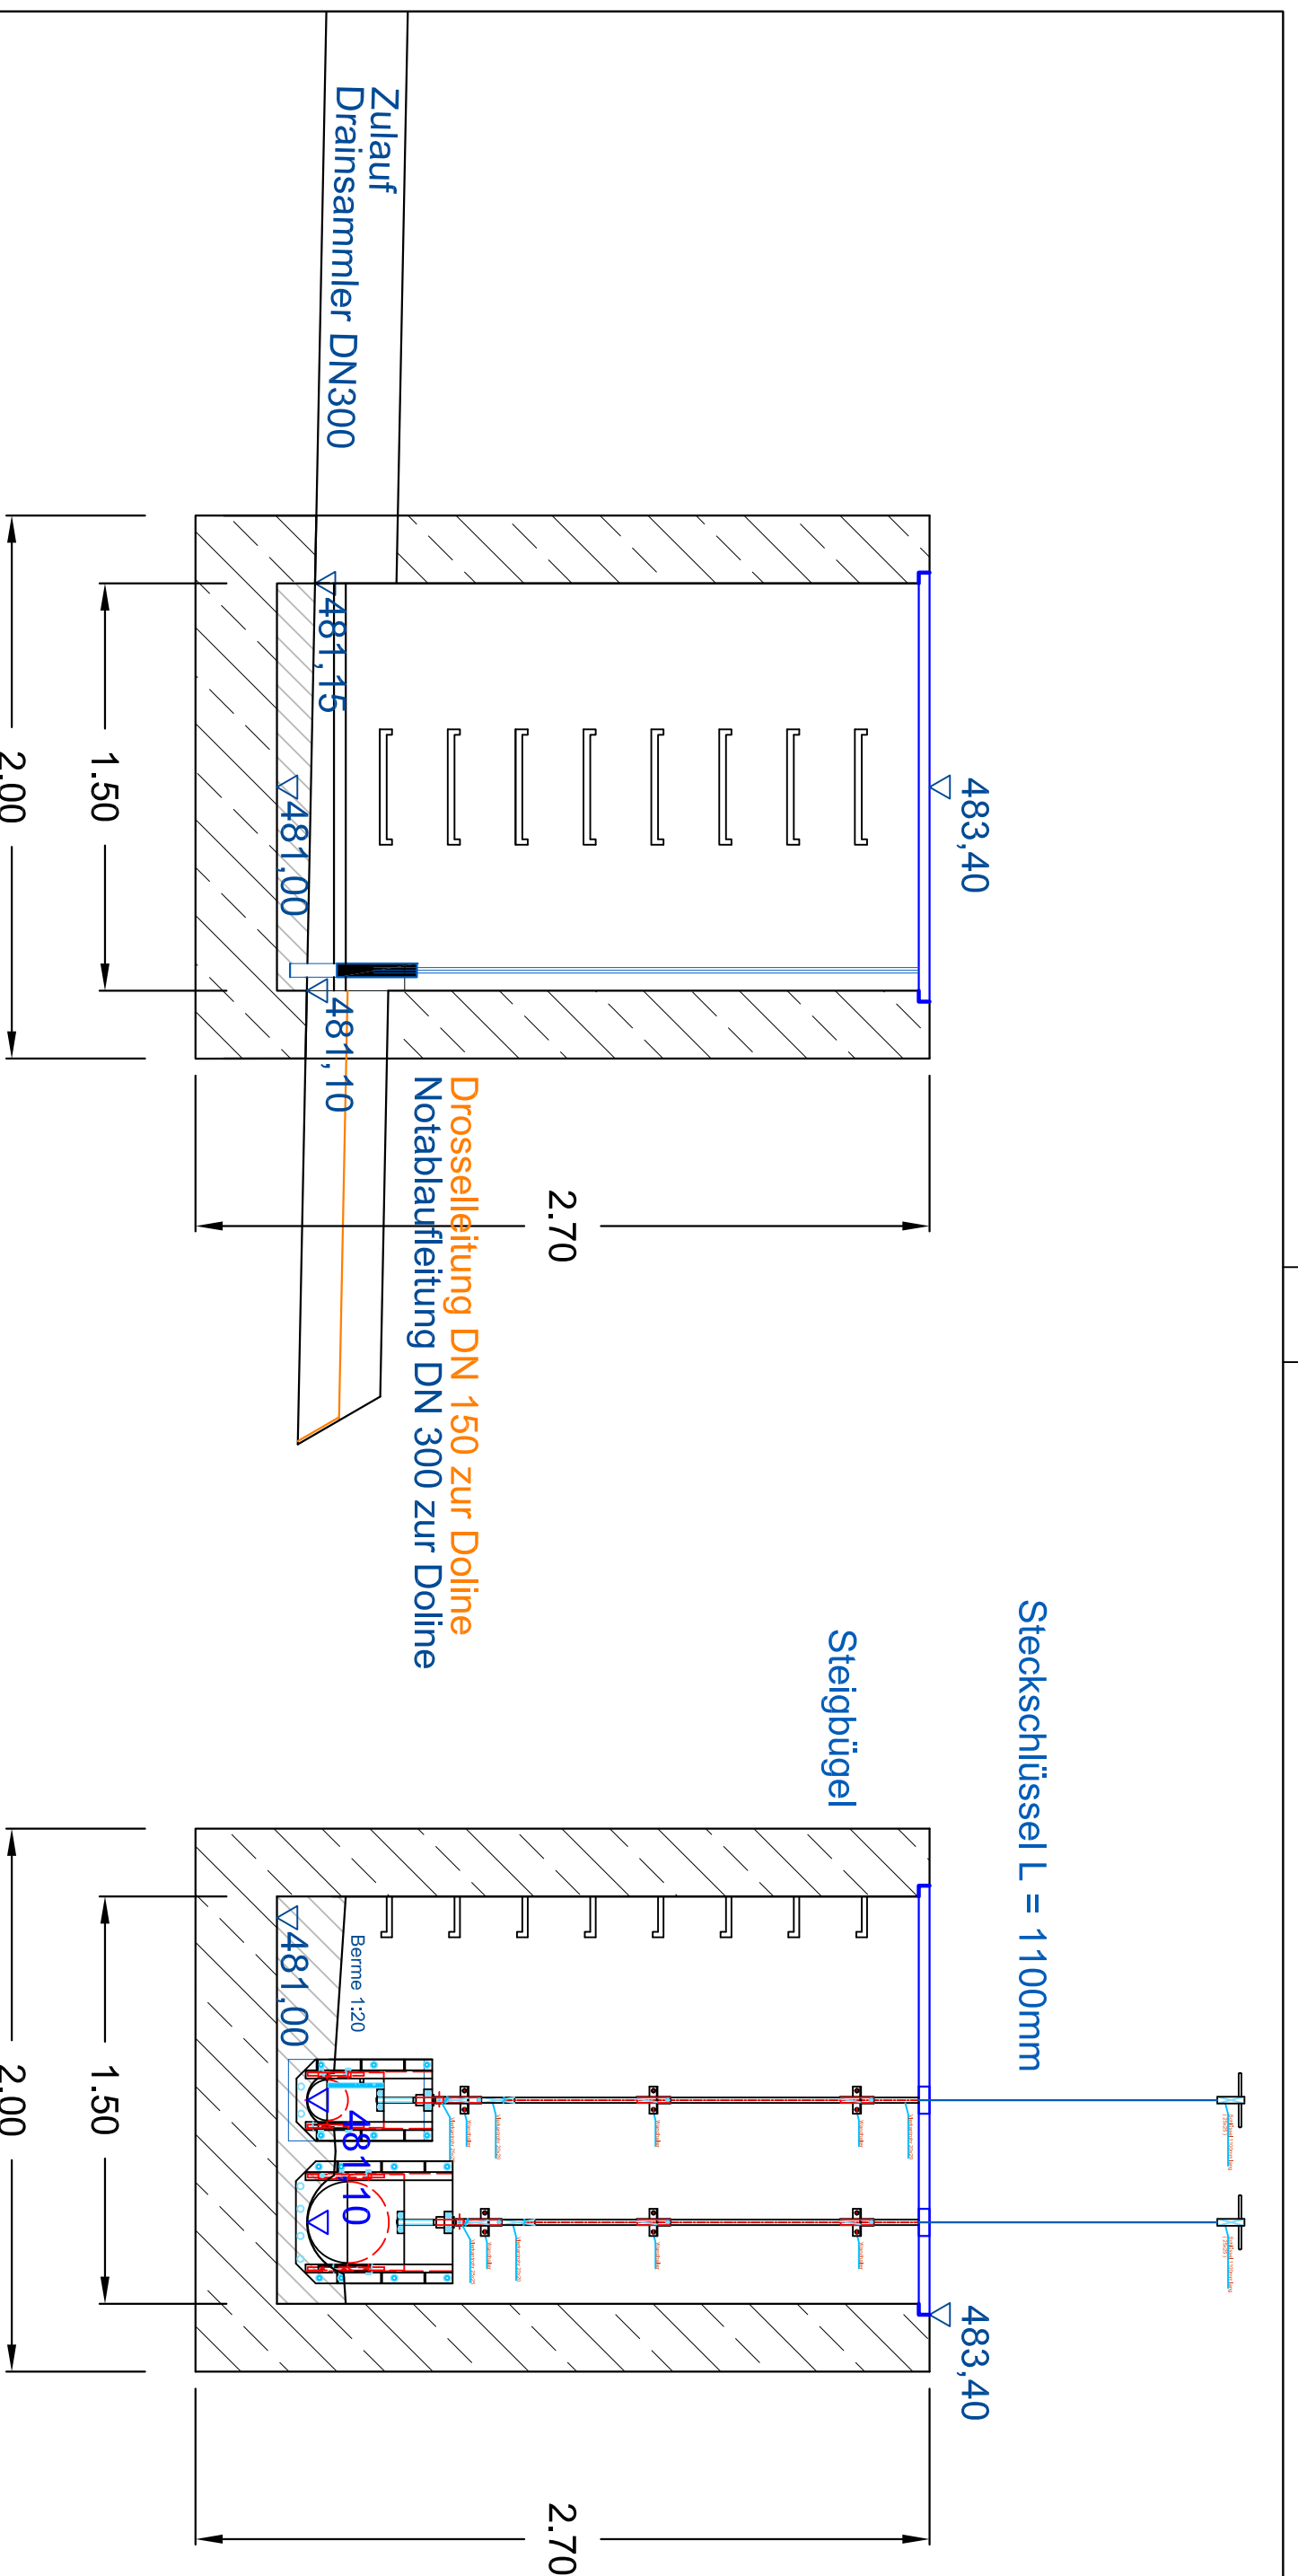 Zulauf
Drainsammler DN300
483,40
481,15
481,00
481,10
1.50
2.00
2.70
Drosselleitung DN 150 zur Doline
Notablaufleitung DN 300 zur Doline
Steckschlüssel L = 1100mm
Steigbügel
483,40
Berme 1:20
481,00
481,10
1.50
2.00
2.70